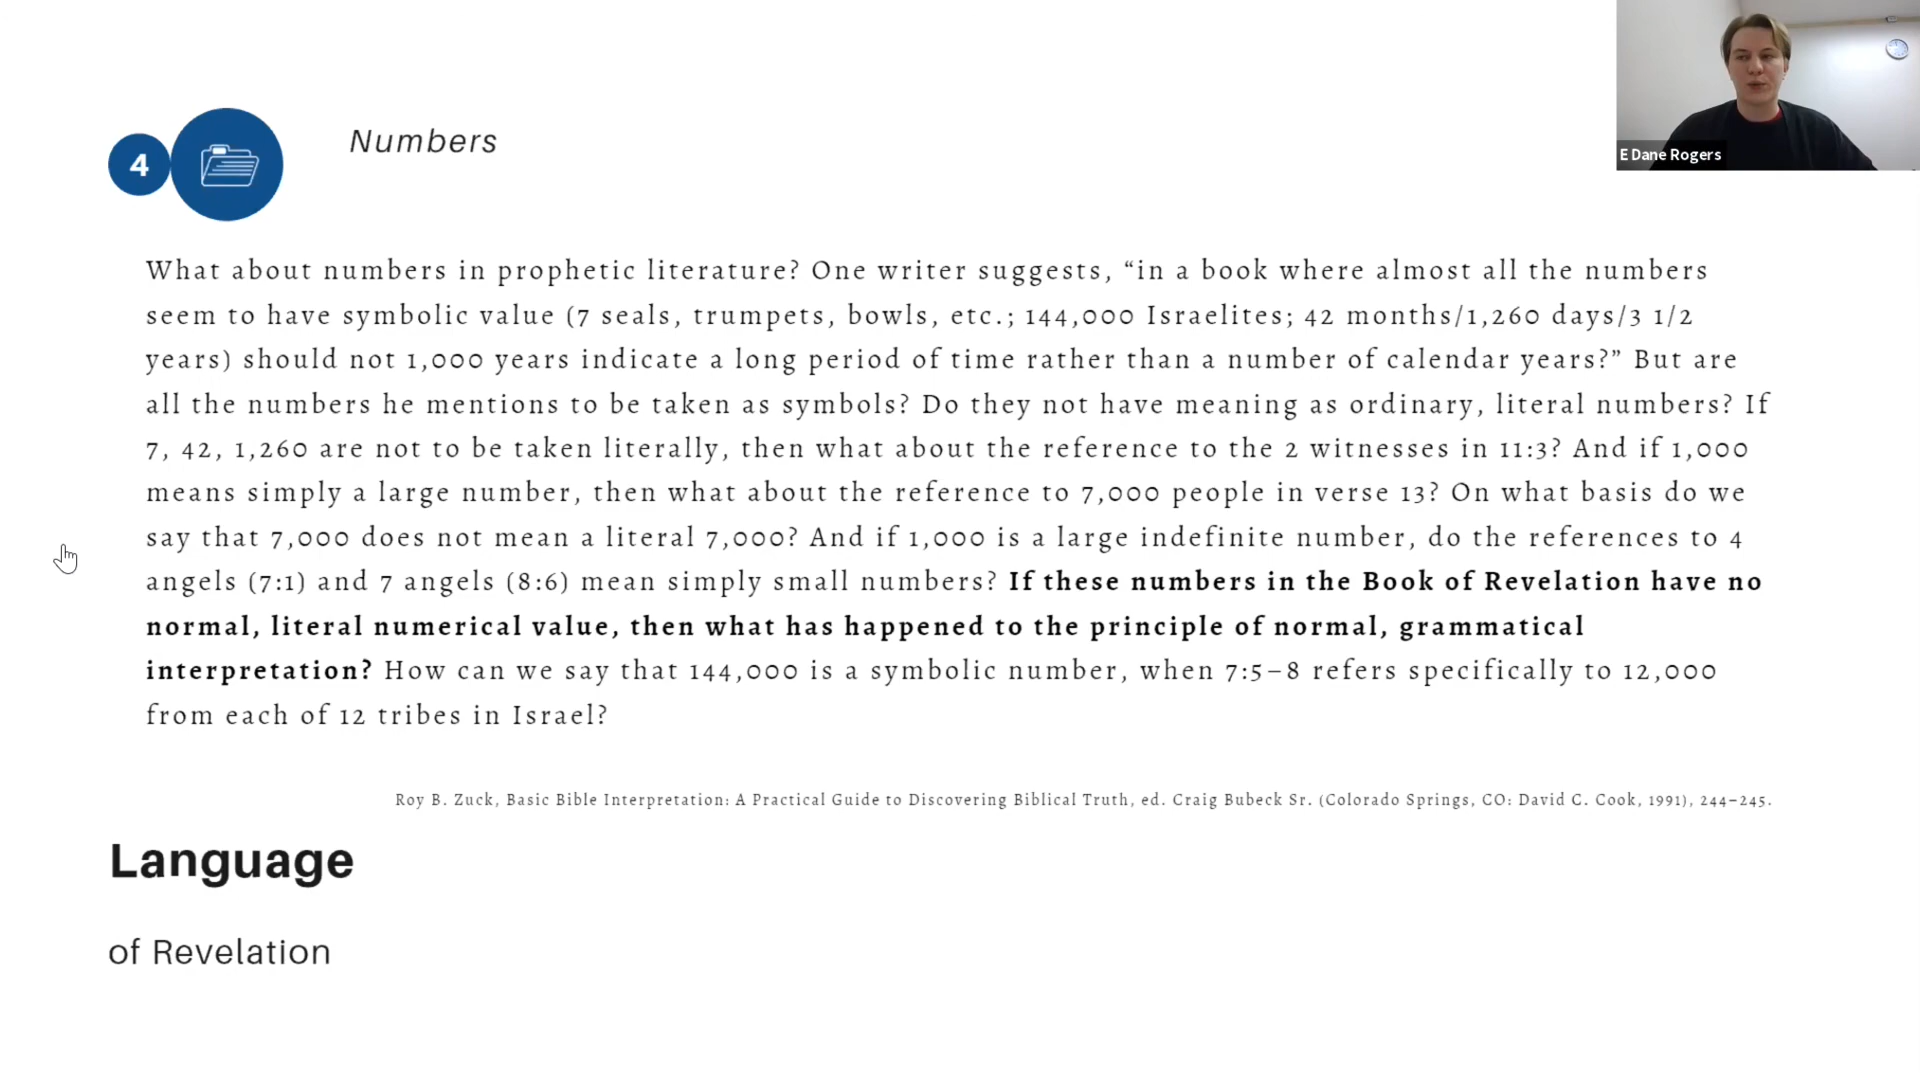 E Dane Rogers
4
Numbers
What about numbers in prophetic literature? One writer suggests, “in a book where almost all the numbers
seem to have symbolic value (7 seals, trumpets, bowls, etc.; 144,000 Israelites; 42 months/1,260 days/3 1/2
years) should not 1,000 years indicate a long period of time rather than a number of calendar years?” But are
all the numbers he mentions to be taken as symbols? Do they not have meaning as ordinary, literal numbers? If
7, 42, 1,260 are not to be taken literally, then what about the reference to the 2 witnesses in 11:3? And if 1,000
means simply a large number, then what about the reference to 7,000 people in verse 13? On what basis do we
say that 7,000 does not mean a literal 7,000? And if 1,000 is a large indefinite number, do the references to 4
angels (7:1) and 7 angels (8:6) mean simply small numbers? If these numbers in the Book of Revelation have no
normal, literal numerical value, then what has happened to the principle of normal, grammatical
interpretation? How can we say that 144,000 is a symbolic number, when 7:5–8 refers specifically to 12,000
from each of 12 tribes in Israel?
Roy B. Zuck, Basic Bible Interpretation: A Practical Guide to Discovering Biblical Truth, ed. Craig Bubeck Sr. (Colorado Springs, CO: David C. Cook, 1991), 244–245.
Language
of Revelation